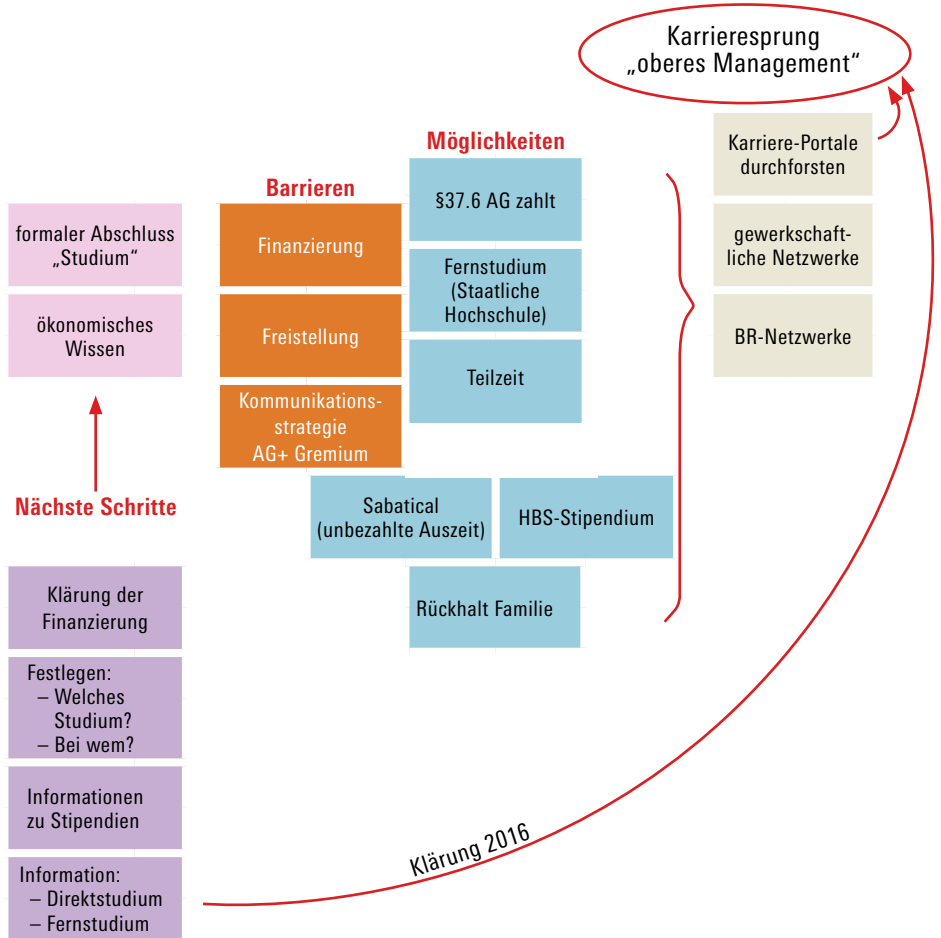 Karrieresprung
„oberes Management“
Karriere-Portale
durchforsten
gewerkschaft-
liche Netzwerke
BR-Netzwerke
Möglichkeiten
§37.6 AG zahlt
Fernstudium
(Staatliche
Hochschule)
Teilzeit
Sabatical
(unbezahlte Auszeit)
HBS-Stipendium
Rückhalt Familie
Barrieren
Finanzierung
Freistellung
Kommunikations-
strategie
AG+ Gremium
formaler Abschluss
„Studium“
ökonomisches
Wissen
Nächste Schritte
Klärung der
Finanzierung
Festlegen:
– Welches
Studium?
– Bei wem?
Informationen
zu Stipendien
Information:
– Direktstudium
– Fernstudium
Klärung 2016